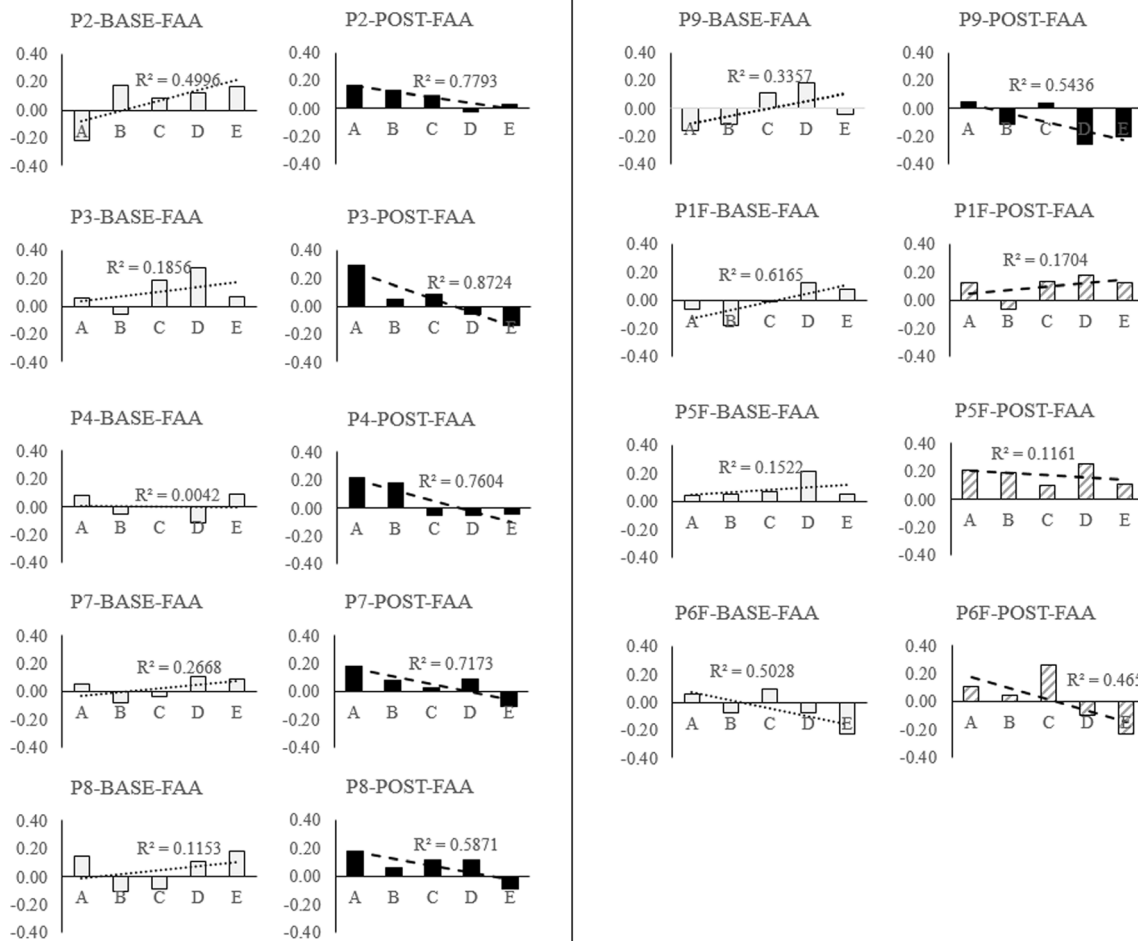 P2-BASE-FAA
0.40
0.20
0.00
-0.20
-0.40
R² = 0.4996
A B C D E
P2-POST-FAA
0.40
0.20
0.00
-0.20
-0.40
R² = 0.7793
A B C D E
P3-BASE-FAA
0.40
0.20
0.00
-0.20
-0.40
R² = 0.1856
A B C D E
P3-POST-FAA
0.40
0.20
0.00
-0.20
-0.40
R² = 0.8724
A B C D E
P4-BASE-FAA
0.40
0.20
0.00
-0.20
-0.40
R² = 0.0042
A B C D E
P4-POST-FAA
0.40
0.20
0.00
-0.20
-0.40
R² = 0.7604
A B C D E
P7-BASE-FAA
0.40
0.20
0.00
-0.20
-0.40
R² = 0.2668
A B C D E
P7-POST-FAA
0.40
0.20
0.00
-0.20
-0.40
R² = 0.7173
A B C D E
P8-BASE-FAA
0.40
0.20
0.00
-0.20
-0.40
R² = 0.1153
A B C D E
P8-POST-FAA
0.40
0.20
0.00
-0.20
-0.40
R² = 0.5871
A B C D E
P9-BASE-FAA
0.40
0.20
0.00
-0.20
-0.40
R² = 0.3357
A B C D E
P9-POST-FAA
0.40
0.20
0.00
-0.20
-0.40
R² = 0.5436
A B C D E
P1F-BASE-FAA
0.40
0.20
0.00
-0.20
-0.40
R² = 0.6165
A B C D E
P1F-POST-FAA
0.40
0.20
0.00
-0.20
-0.40
R² = 0.1704
A B C D E
P5F-BASE-FAA
0.40
0.20
0.00
-0.20
-0.40
R² = 0.1522
A B C D E
P5F-POST-FAA
0.40
0.20
0.00
-0.20
-0.40
R² = 0.1161
A B C D E
P6F-BASE-FAA
0.40
0.20
0.00
-0.20
-0.40
R² = 0.5028
A B C D E
P6F-POST-FAA
0.40
0.20
0.00
-0.20
-0.40
R² =
A B C D E